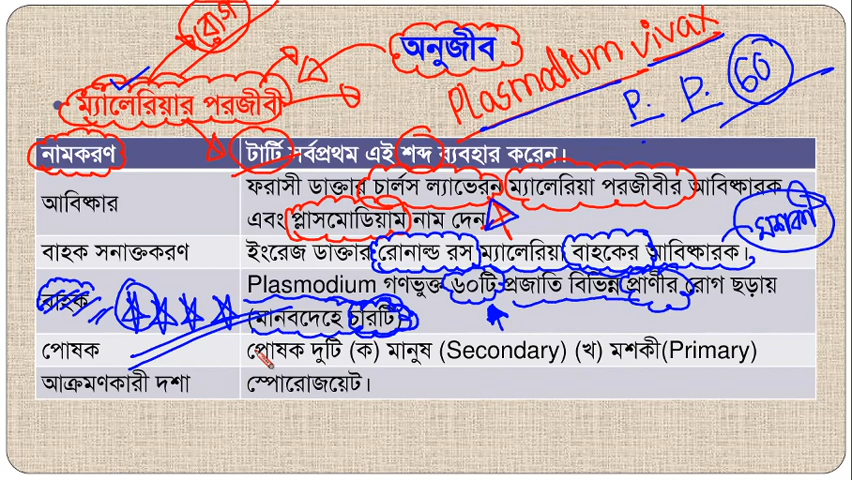 রোগ
অনুজীব
Plasmodium vivax
P. P. 60
• ম্যালেরিয়ার পরজীবী
নামকরণ টার্টি সর্বপ্রথম এই শব্দ ব্যবহার করেন।
আবিষ্কার ফরাসী ডাক্তার চার্লস ল্যাভেরন ম্যালেরিয়া পরজীবীর আবিষ্কারক
এবং প্লাসমোডিয়াম নাম দেন
মশকী
বাহক সনাক্তকরণ ইংরেজ ডাক্তার রোনাল্ড রস ম্যালেরিয়া বাহকের আবিষ্কারক।
বাহক Plasmodium গণভুক্ত ৬০টি প্রজাতি বিভিন্ন প্রাণীর রোগ ছড়ায়
(মানবদেহে চারটি)
পোষক পোষক দুটি (ক) মানুষ (Secondary) (খ) মশকী(Primary)
আক্রমণকারী দশা স্পোরোজয়েট।